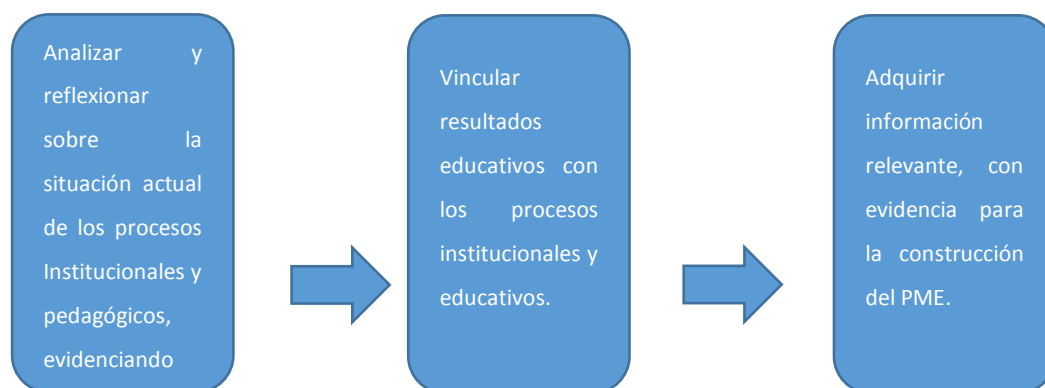 Analizar y
reflexionar
sobre la
situación actual
de los procesos
Institucionales y
pedagógicos,
evidenciando
Vincular
resultados
educativos con
los procesos
institucionales y
educativos.
Adquirir
información
relevante, con
evidencia para
la construcción
del PME.